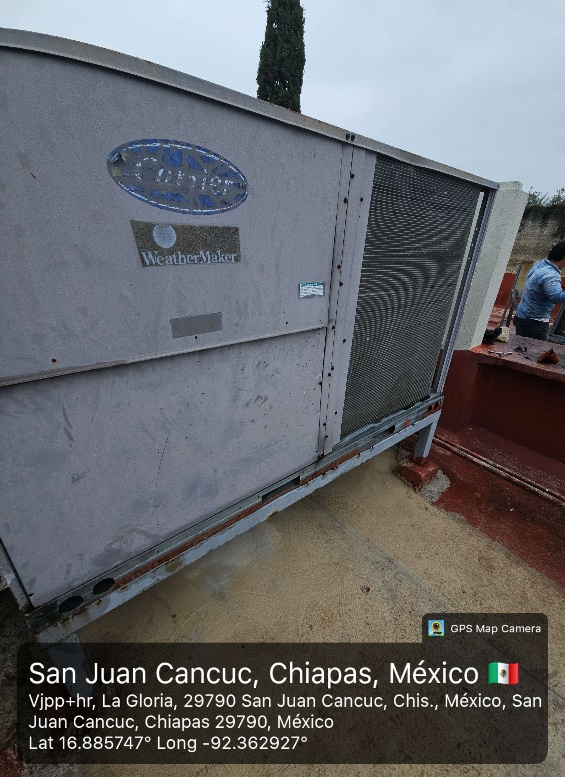 Carrier
WeatherMaker
GPS Map Camera
San Juan Cancuc, Chiapas, México 🇲🇽
Vjpp+hr, La Gloria, 29790 San Juan Cancuc, Chis., México, San
Juan Cancuc, Chiapas 29790, México
Lat 16.885747° Long -92.362927°